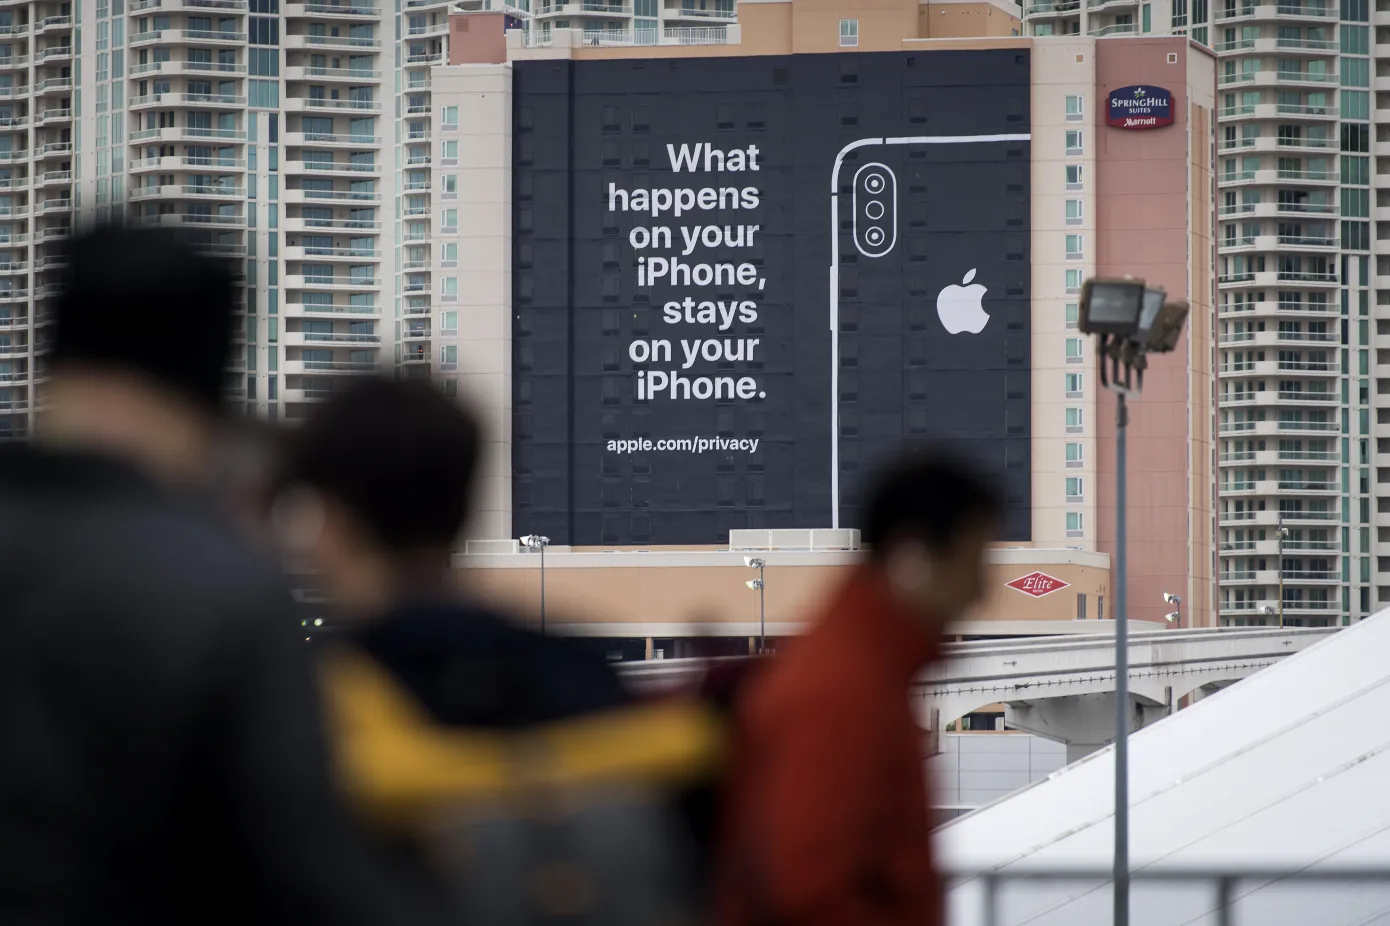 What
happens
on your
iPhone,
stays
on your
iPhone.
apple.com/privacy
SPRINGHILL
SUITES
Marriott
Elite